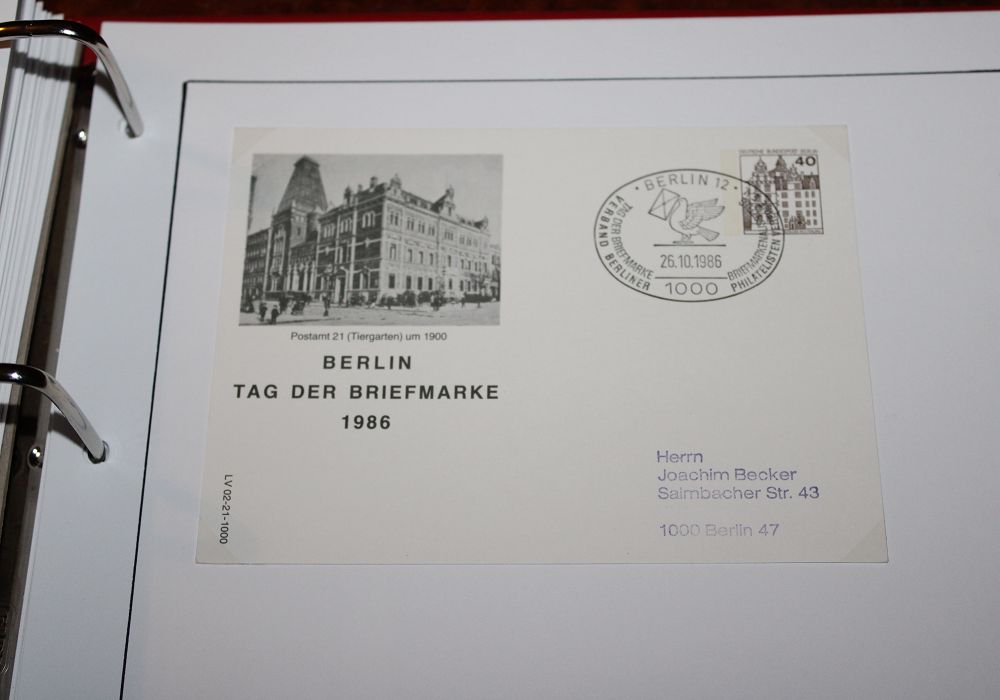 Postamt 21 (Tiergarten) um 1900
BERLIN
TAG DER BRIEFMARKE
1986
LV 02-21-1000
DEUTSCHE BUNDESPOST BERLIN
40
BERLIN 12
TAG DER BRIEFMARKE
VERBAND BERLINER
PHILATELISTEN
26.10.1986
1000
Herrn
Joachim Becker
Salmbacher Str. 43
1000 Berlin 47